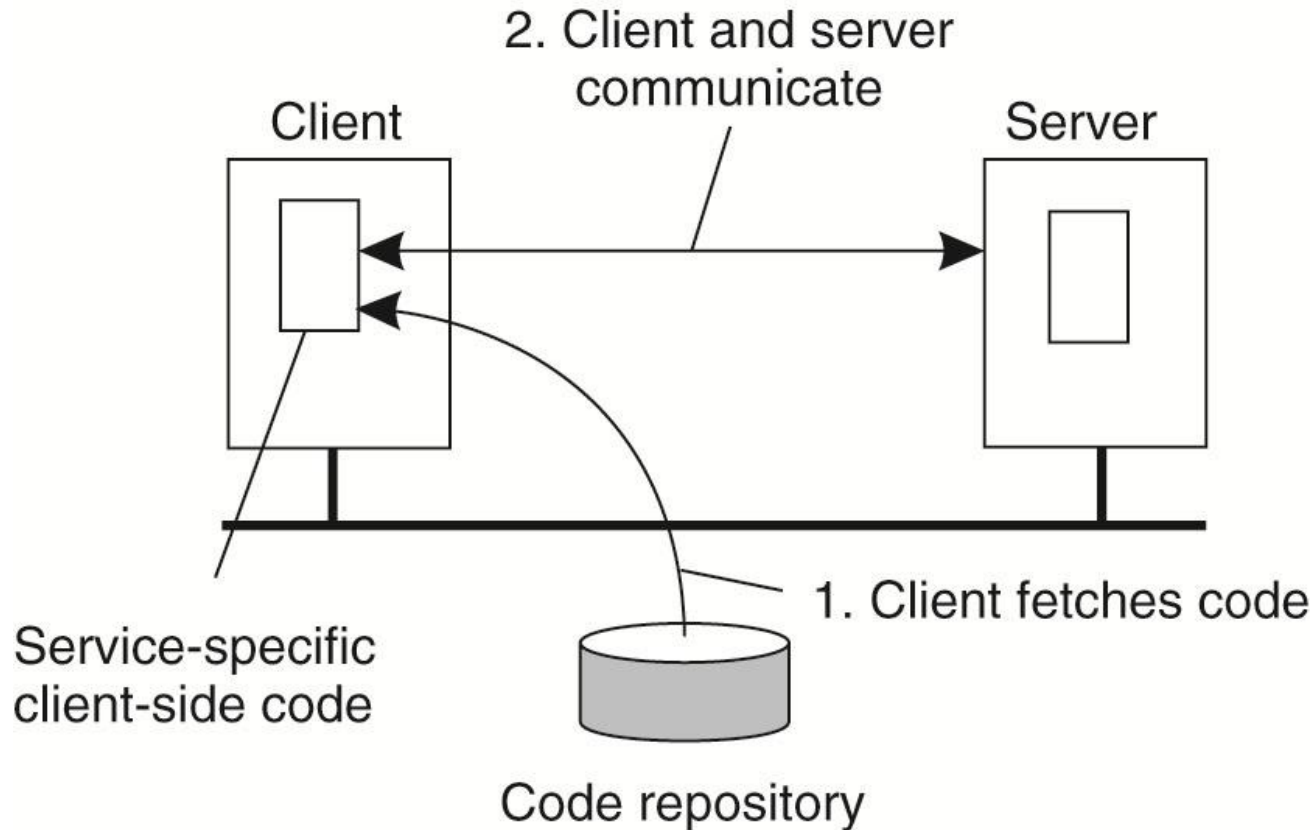 2. Client and server
communicate
Client
Server
1. Client fetches code
Service-specific
client-side code
Code repository